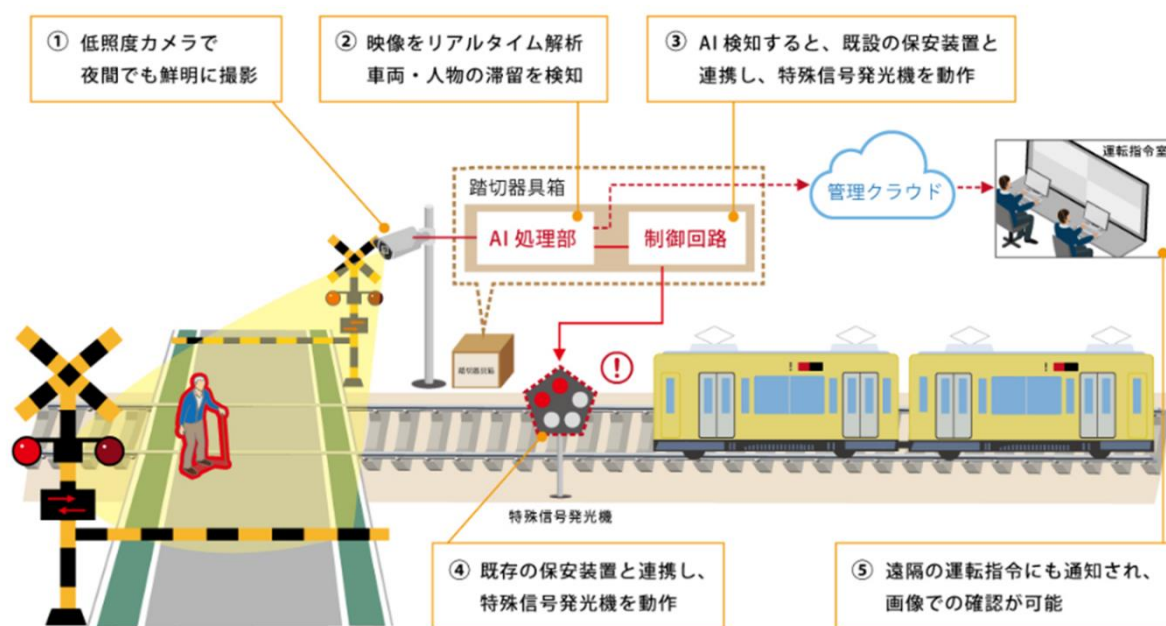 ① 低照度カメラで
夜間でも鮮明に撮影
② 映像をリアルタイム解析
車両・人物の滞留を検知
③ AI 検知すると、既設の保安装置と
連携し、特殊信号発光機を動作
踏切器具箱
AI 処理部
制御回路
管理クラウド
運転指令室
踏切器具箱
!
!
!
特殊信号発光機
④ 既存の保安装置と連携し、
特殊信号発光機を動作
⑤ 遠隔の運転指令にも通知され、
画像での確認が可能